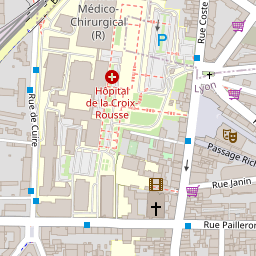 Médico-
Chirurgical
(R)
P
Rue Coste
Lyon
Hôpital
de la Croix-
Rousse
Rue de Cuire
Passage Rich
Rue Janin
Rue Pailleron